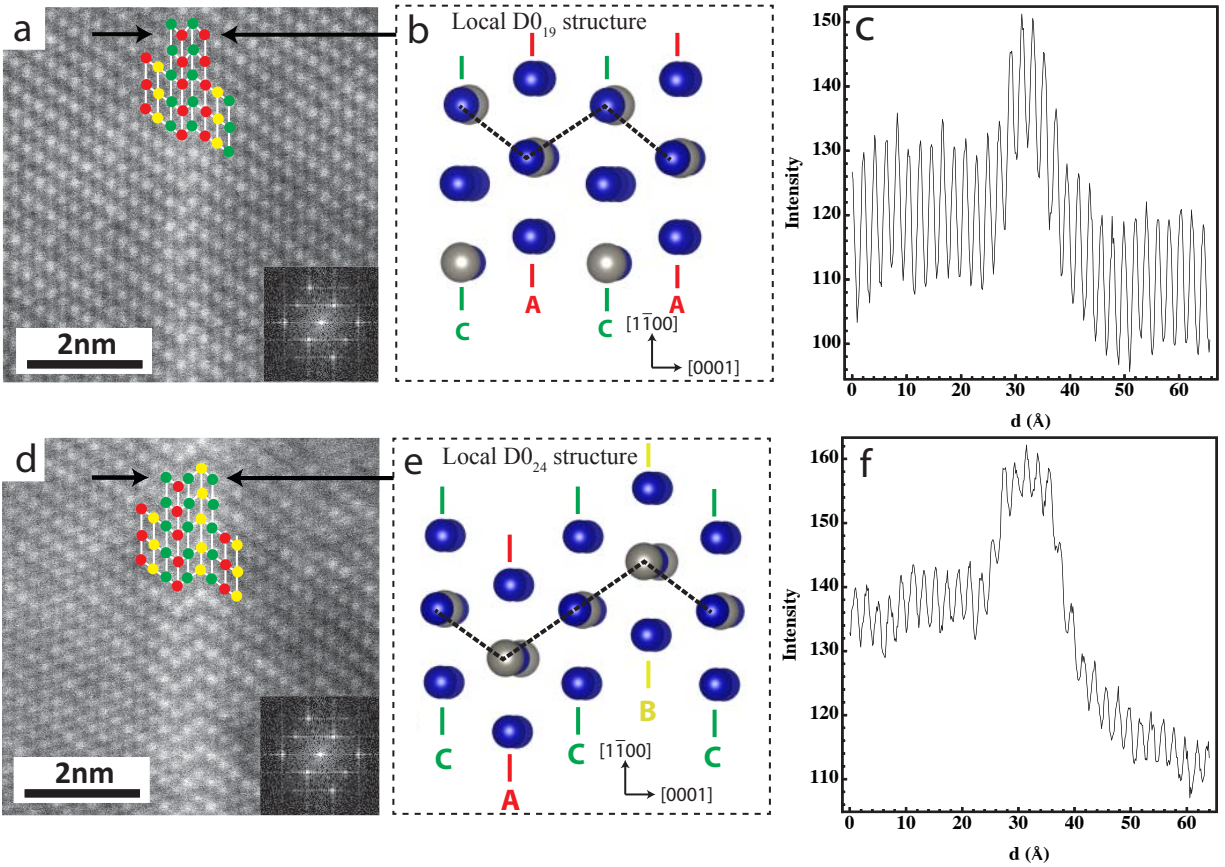 a
2nm
b
Local D0₁₉ structure
A
A
C
C
C
A
C
A
[11̅00]
[0001]
c
150
140
130
120
110
100
Intensity
0
10
20
30
40
50
60
d (Å)
d
2nm
e
Local D0₂₄ structure
C
A
C
B
C
[11̅00]
[0001]
f
160
150
140
130
120
110
Intensity
0
10
20
30
40
50
60
d (Å)